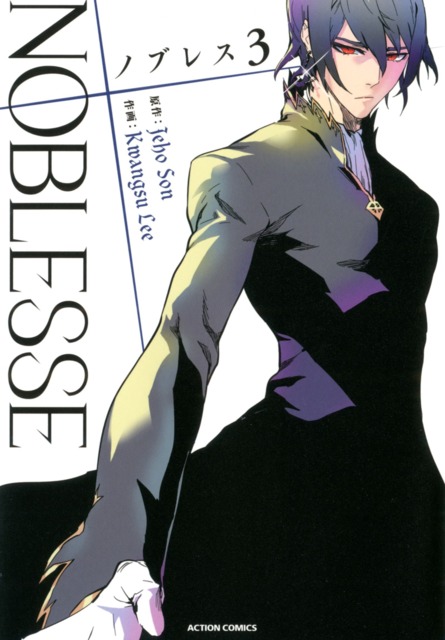 NOBLESSE
ノブレス3
原作：Jeho Son
作画：Kwangsu Lee
ACTION COMICS